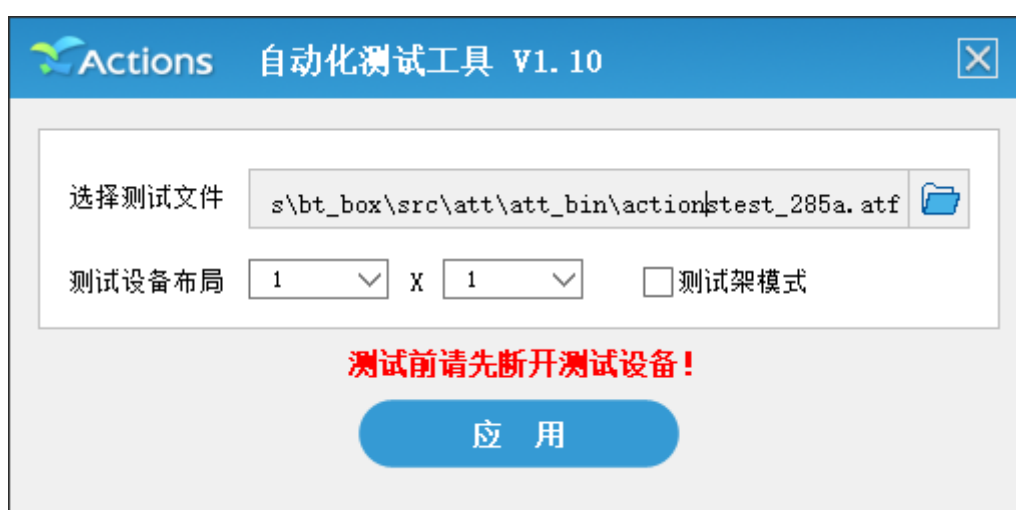 Actions 自动化测试工具 V1.10
选择测试文件 s\bt_box\src\att\att_bin\actionstest_285a.atf
测试设备布局 1 X 1 测试架模式
测试前请先断开测试设备!
应 用